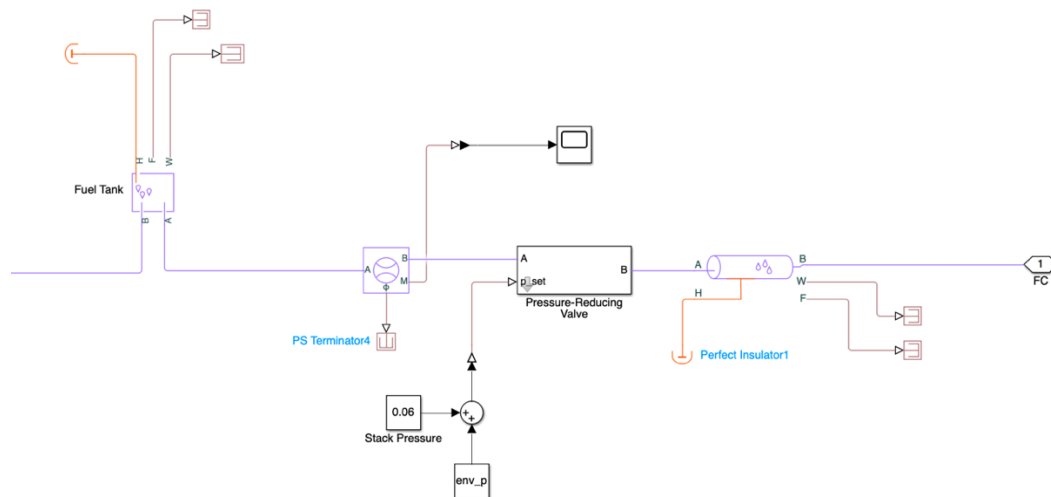 H
F
W
Fuel Tank
B
A
A
B
M
Φ
PS Terminator4
A
p_set
B
Pressure-Reducing
Valve
A
B
H
W
F
1
FC
Perfect Insulator1
0.06
Stack Pressure
+
+
env_p